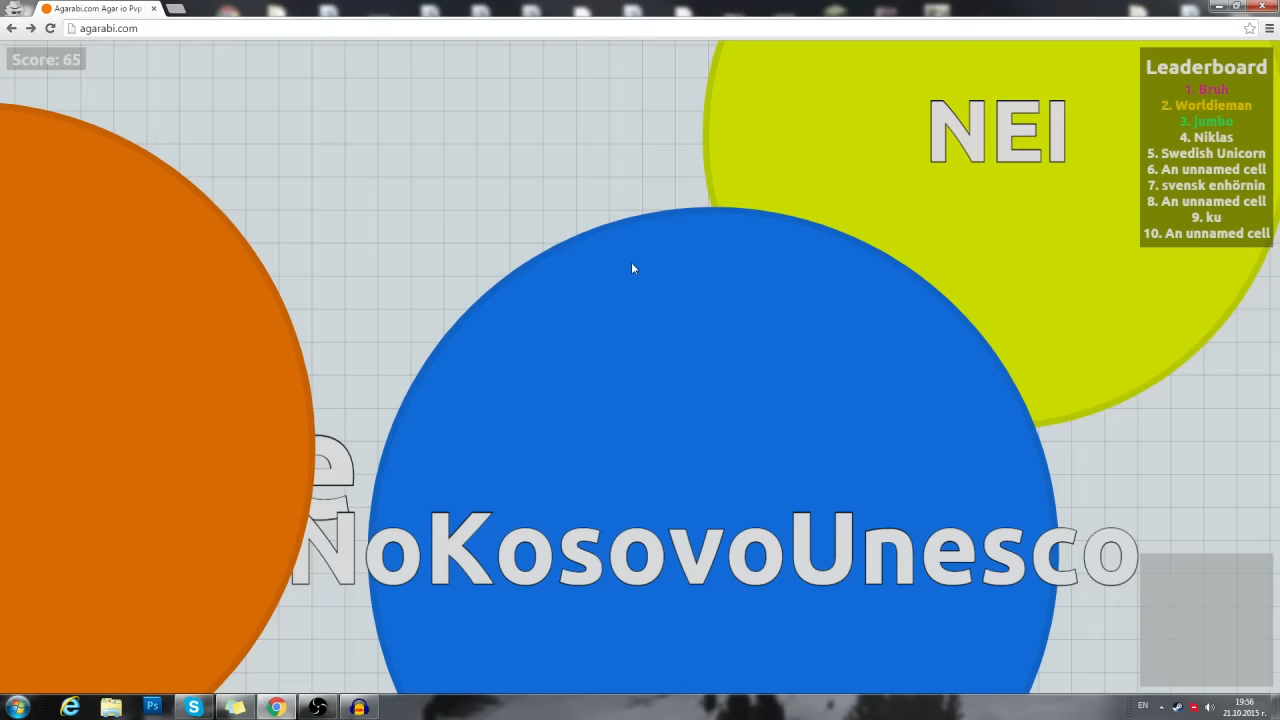 Agarabi.com Agar io Pvp
agarabi.com
Score: 65
Leaderboard
1. Bruh
2. Worldieman
3. jumbo
4. Niklas
5. Swedish Unicorn
6. An unnamed cell
7. svensk enhörnin
8. An unnamed cell
9. ku
10. An unnamed cell
NEI
e
NoKosovoUnesco
Ps
EN
19:56
21.10.2015 г.